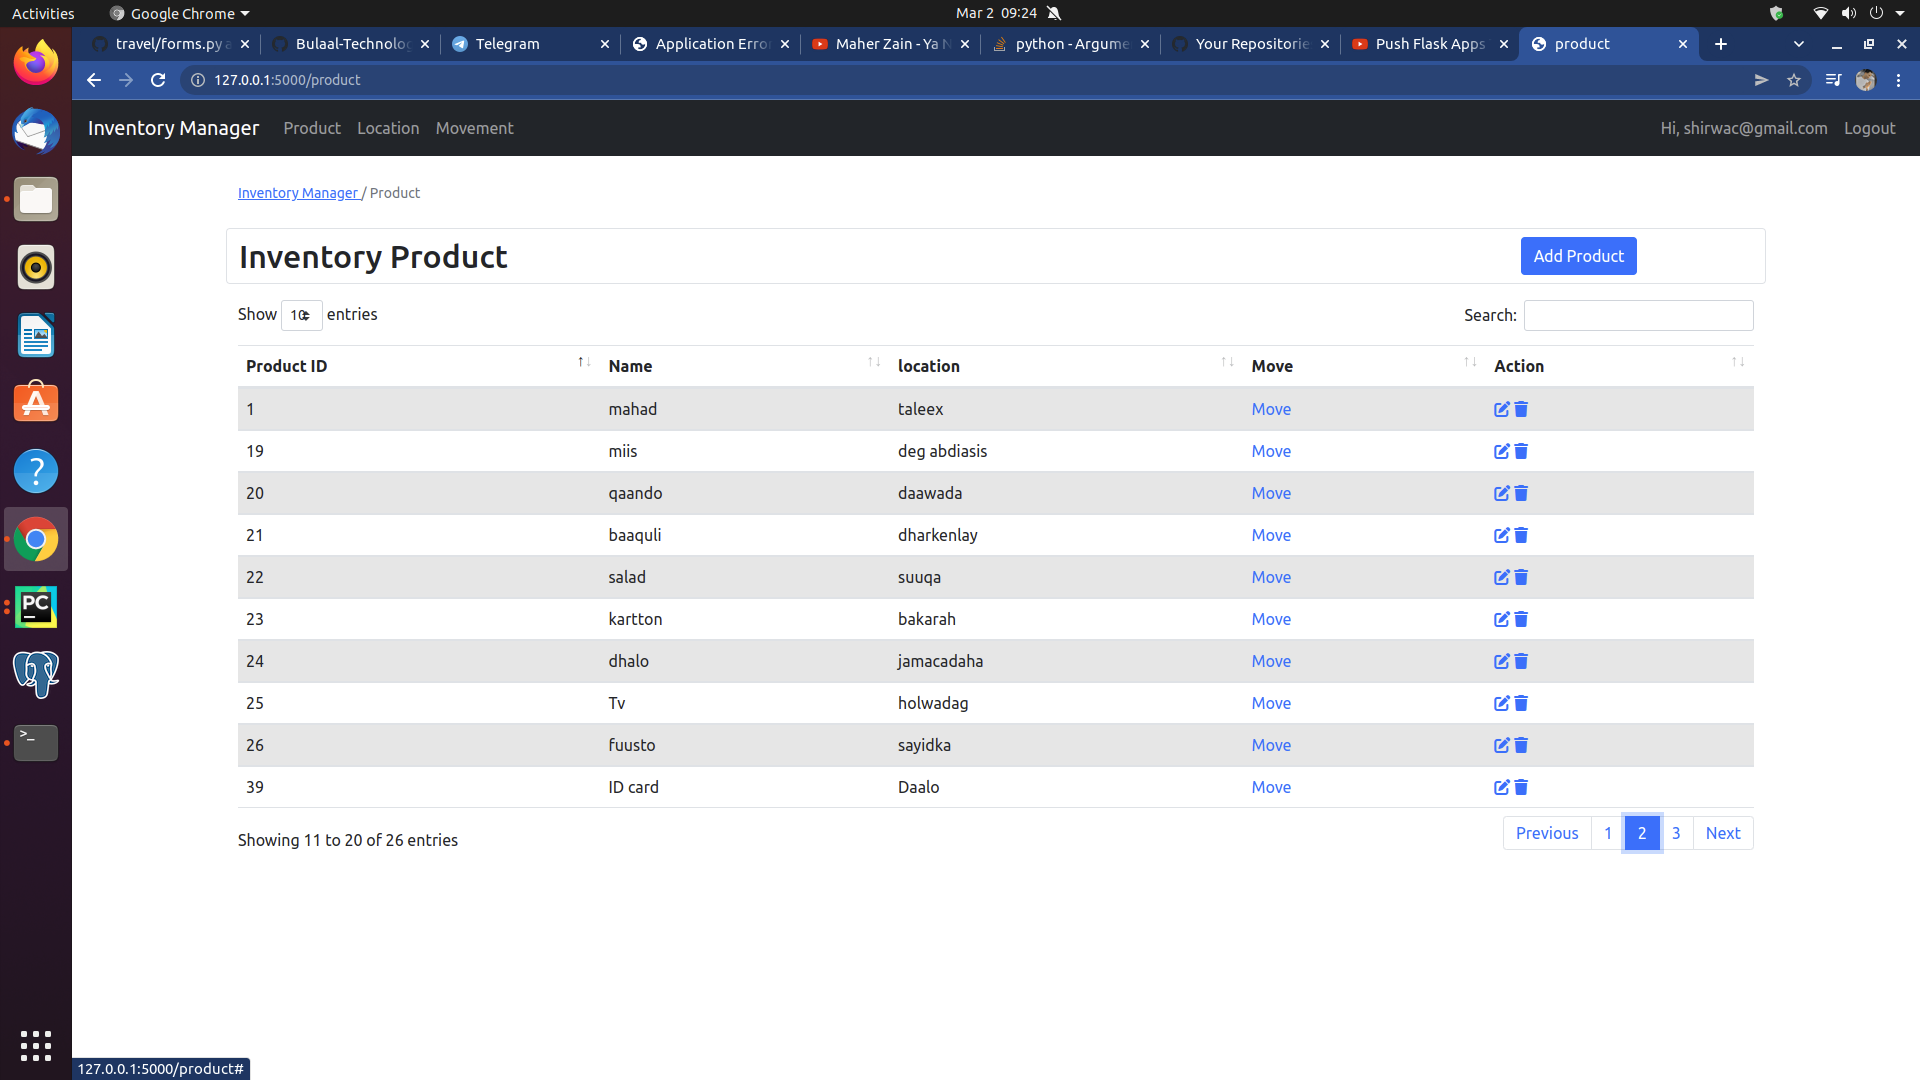 Activities Google Chrome Mar 2 09:24
travel/forms.py a Bulaal-Technolog Telegram Application Erro Maher Zain - Ya N python - Argume Your Repositorie Push Flask Apps product
127.0.0.1:5000/product
Inventory Manager Product Location Movement Hi, shirwac@gmail.com Logout
Inventory Manager / Product
Inventory Product Add Product
Show 10 entries Search:
Product ID Name location Move Action
1 mahad taleex Move
19 miis deg abdiasis Move
20 qaando daawada Move
21 baaquli dharkenlay Move
22 salad suuqa Move
23 kartton bakarah Move
24 dhalo jamacadaha Move
25 Tv holwadag Move
26 fuusto sayidka Move
39 ID card Daalo Move
Showing 11 to 20 of 26 entries Previous 1 2 3 Next
127.0.0.1:5000/product#
PC
>_